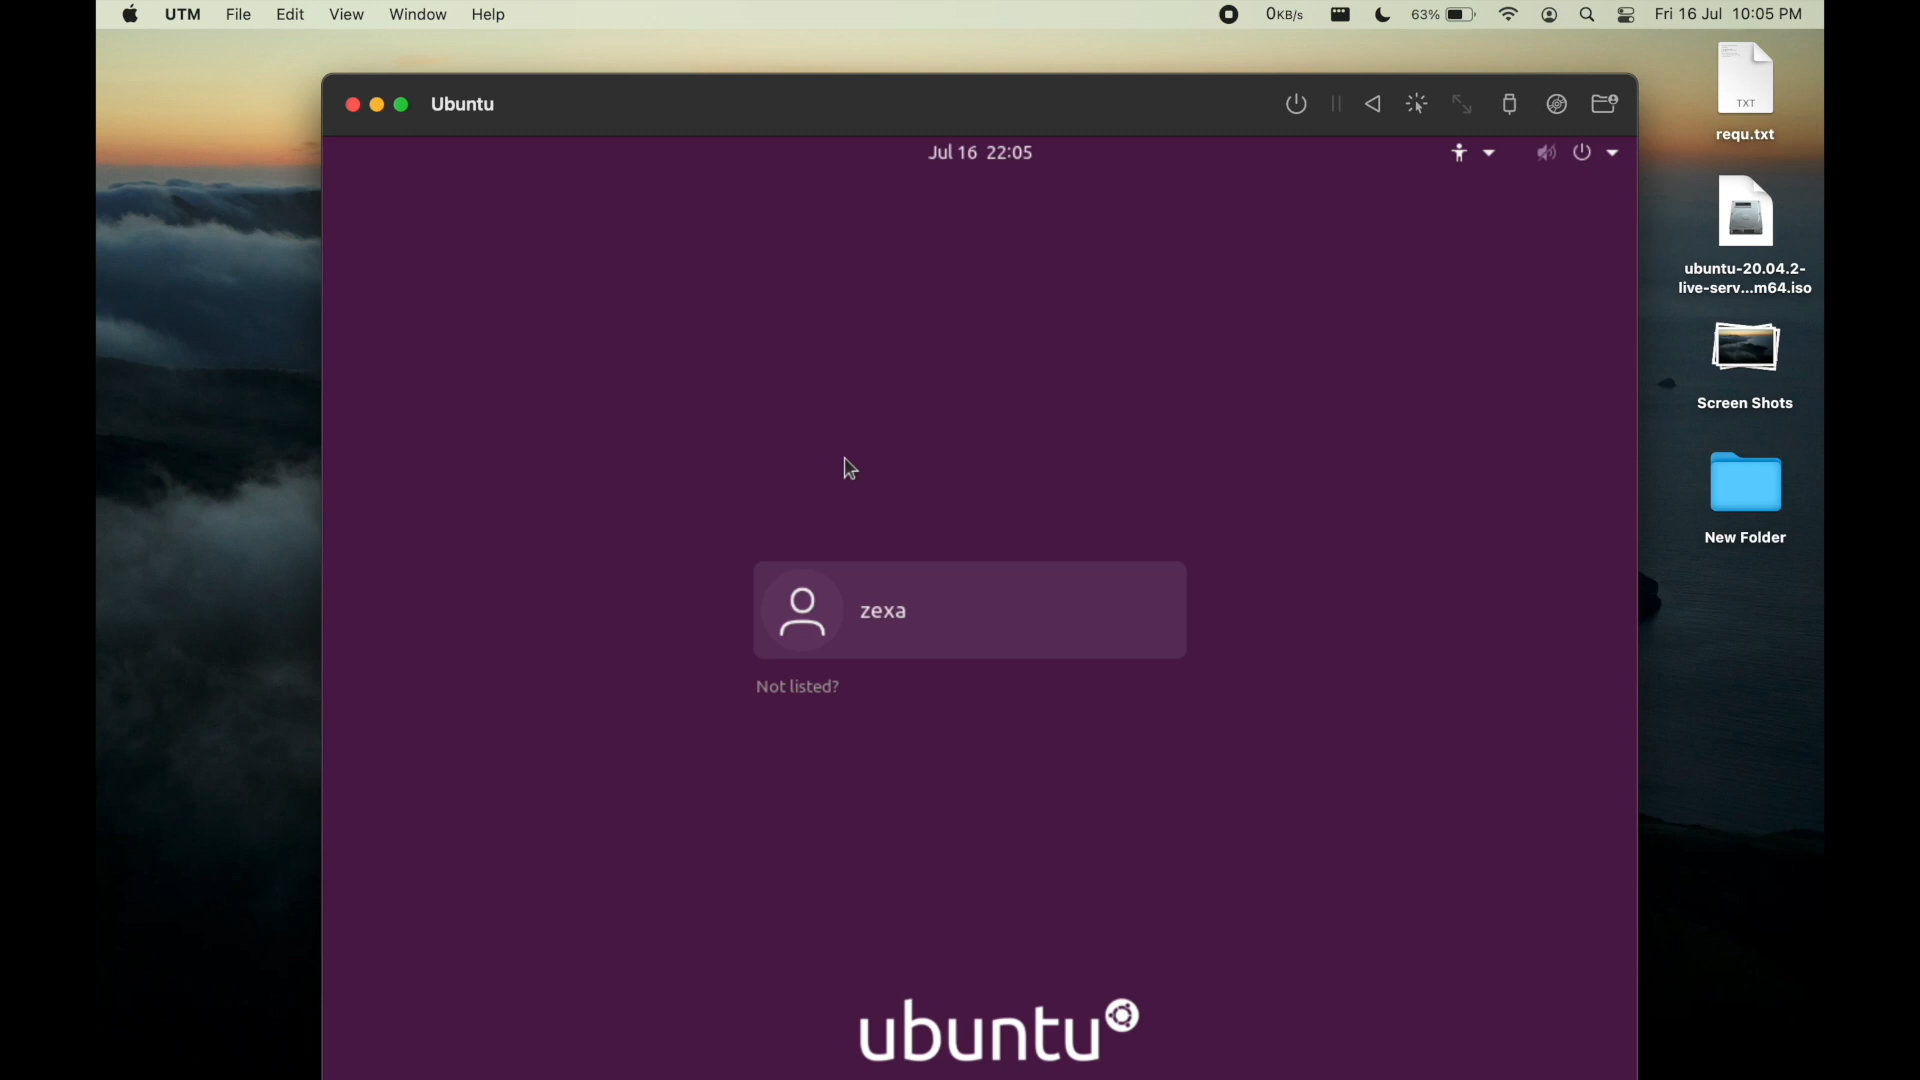 UTM File Edit View Window Help 0KB/s 63% Fri 16 Jul 10:05 PM
Ubuntu
Jul 16 22:05
zexa
Not listed?
ubuntu
TXT
requ.txt
ubuntu-20.04.2-
live-serv...m64.iso
Screen Shots
New Folder